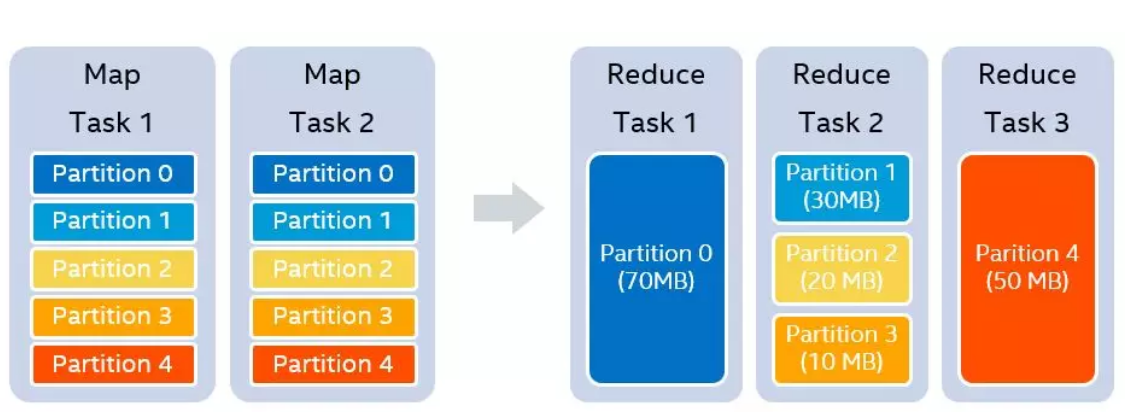 Map
Task 1
Partition 0
Partition 1
Partition 2
Partition 3
Partition 4
Map
Task 2
Partition 0
Partition 1
Partition 2
Partition 3
Partition 4
Reduce
Task 1
Partition 0
(70MB)
Reduce
Task 2
Partition 1
(30MB)
Partition 2
(20 MB)
Partition 3
(10 MB)
Reduce
Task 3
Parition 4
(50 MB)